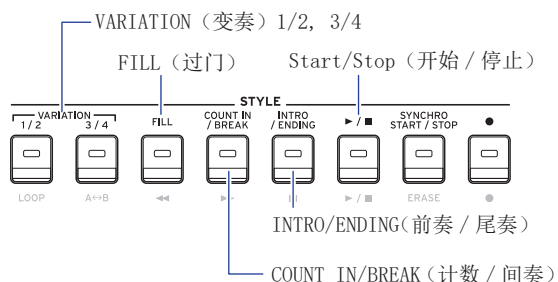 VARIATION（变奏）1/2, 3/4
FILL（过门）
Start/Stop（开始 / 停止）
STYLE
VARIATION
1 / 2
3 / 4
FILL
COUNT IN
/ BREAK
INTRO
/ ENDING
► / ■
SYNCHRO
START / STOP
●
LOOP
A↔B
◄◄
►►
► / ■
ERASE
●
INTRO/ENDING(前奏 / 尾奏）
COUNT IN/BREAK（计数 / 间奏）